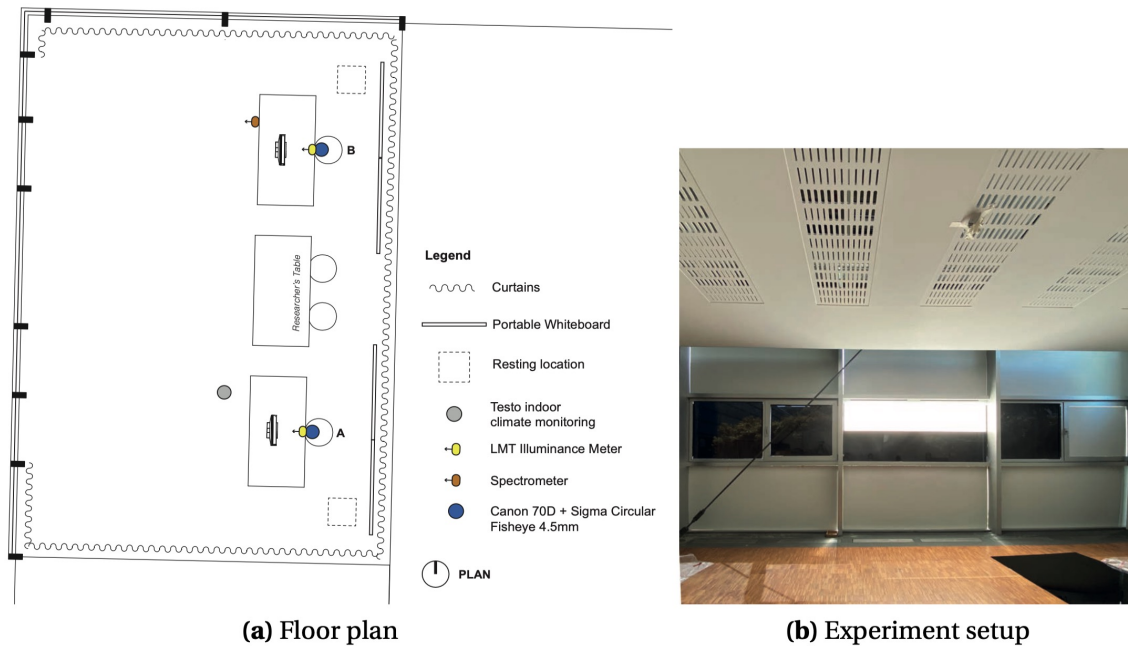 B
Researcher's Table
A
Legend
Curtains
Portable Whiteboard
Resting location
Testo indoor
climate monitoring
LMT Illuminance Meter
Spectrometer
Canon 70D + Sigma Circular
Fisheye 4.5mm
PLAN
(a) Floor plan
(b) Experiment setup